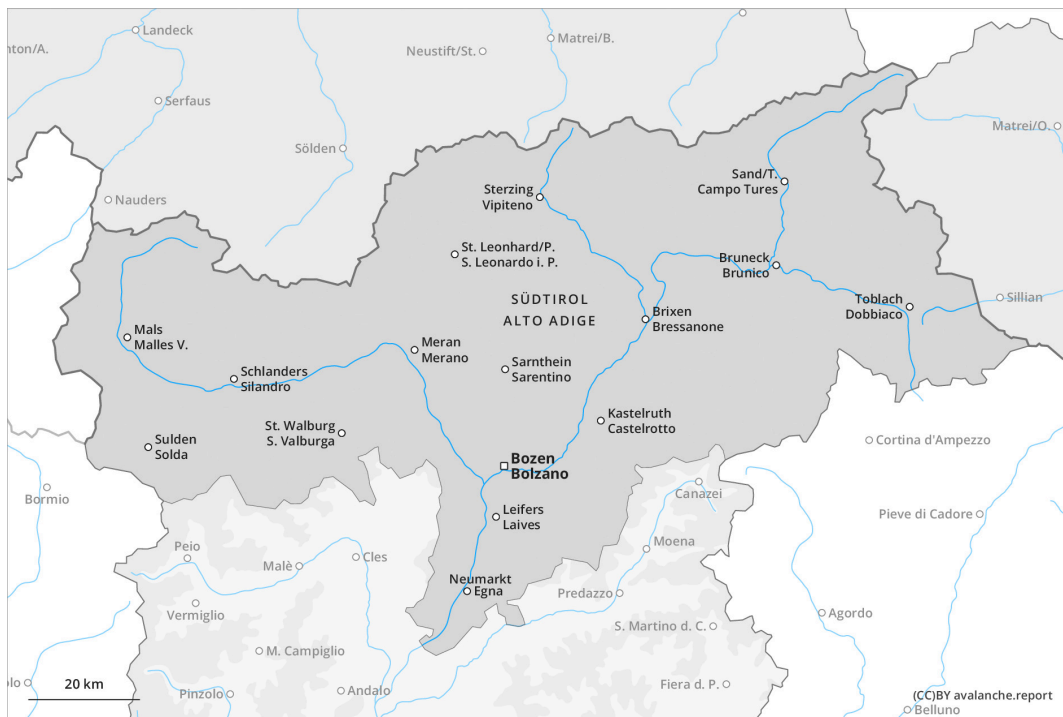 Landeck
nton/A.
Neustift/St.
Matrei/B.
Serfaus
Sölden
Matrei/O.
Nauders
Sterzing
Vipiteno
Sand/T.
Campo Tures
St. Leonhard/P.
S. Leonardo i. P.
Bruneck
Brunico
SÜDTIROL
ALTO ADIGE
Toblach
Dobbiaco
Sillian
Brixen
Bressanone
Mals
Malles V.
Meran
Merano
Schlanders
Silandro
Sarnthein
Sarentino
Kastelruth
Castelrotto
St. Walburg
S. Valburga
Sulden
Solda
Cortina d'Ampezzo
Bozen
Bolzano
Bormio
Canazei
Leifers
Laives
Pieve di Cadore
Peio
Malè
Cles
Moena
Neumarkt
Egna
Predazzo
Vermiglio
Agordo
S. Martino d. C.
M. Campiglio
olo
20 km
Pinzolo
Andalo
Fiera d. P.
(CC)BY avalanche.report
Belluno